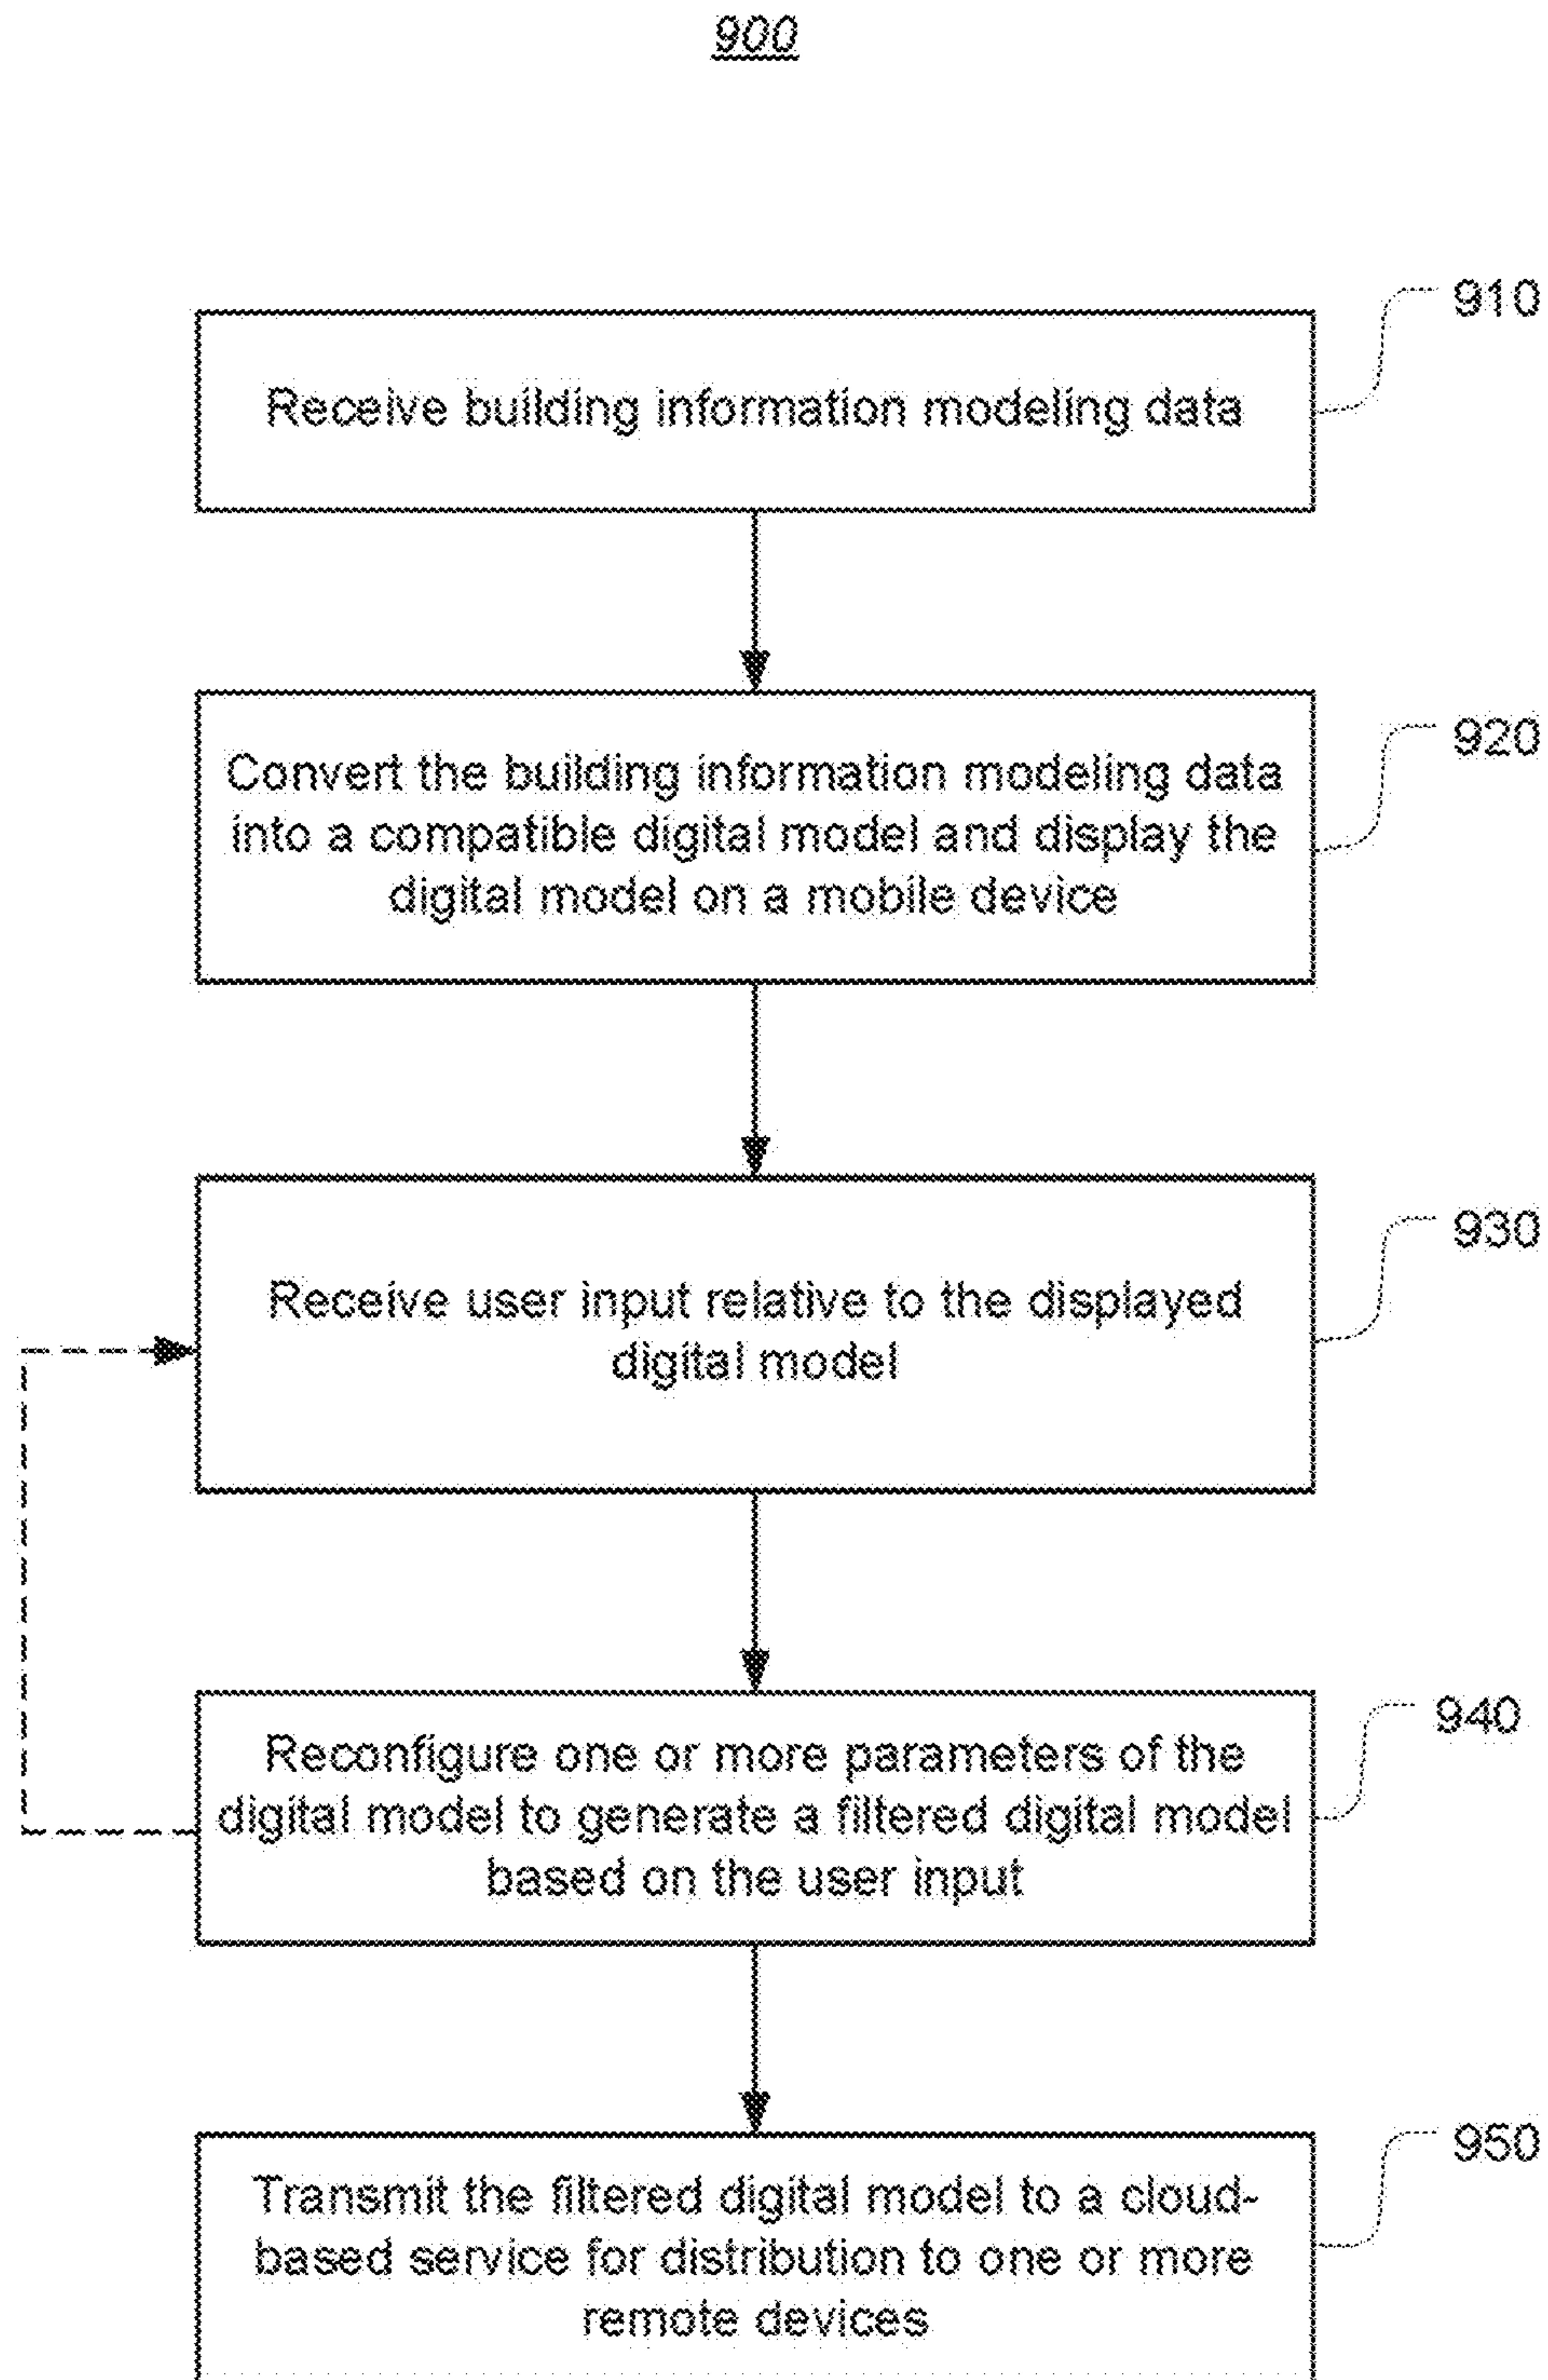 900
910
Receive building information modeling data
920
Convert the building information modeling data
into a compatible digital model and display the
digital model on a mobile device
930
Receive user input relative to the displayed
digital model
940
Reconfigure one or more parameters of the
digital model to generate a filtered digital model
based on the user input
950
Transmit the filtered digital model to a cloud-
based service for distribution to one or more
remote devices